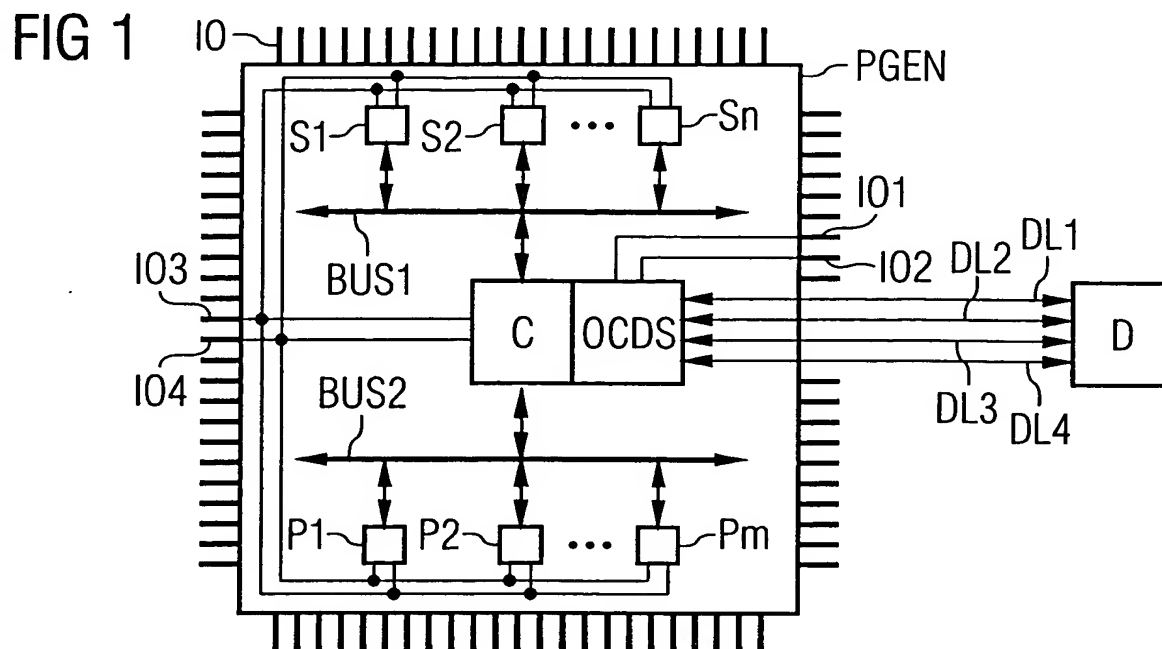 FIG 1
IO
PGEN
S1
S2
•••
Sn
IO1
IO2
DL1
DL2
BUS1
IO3
IO4
C
OCDS
D
BUS2
DL3
DL4
P1
P2
•••
Pm